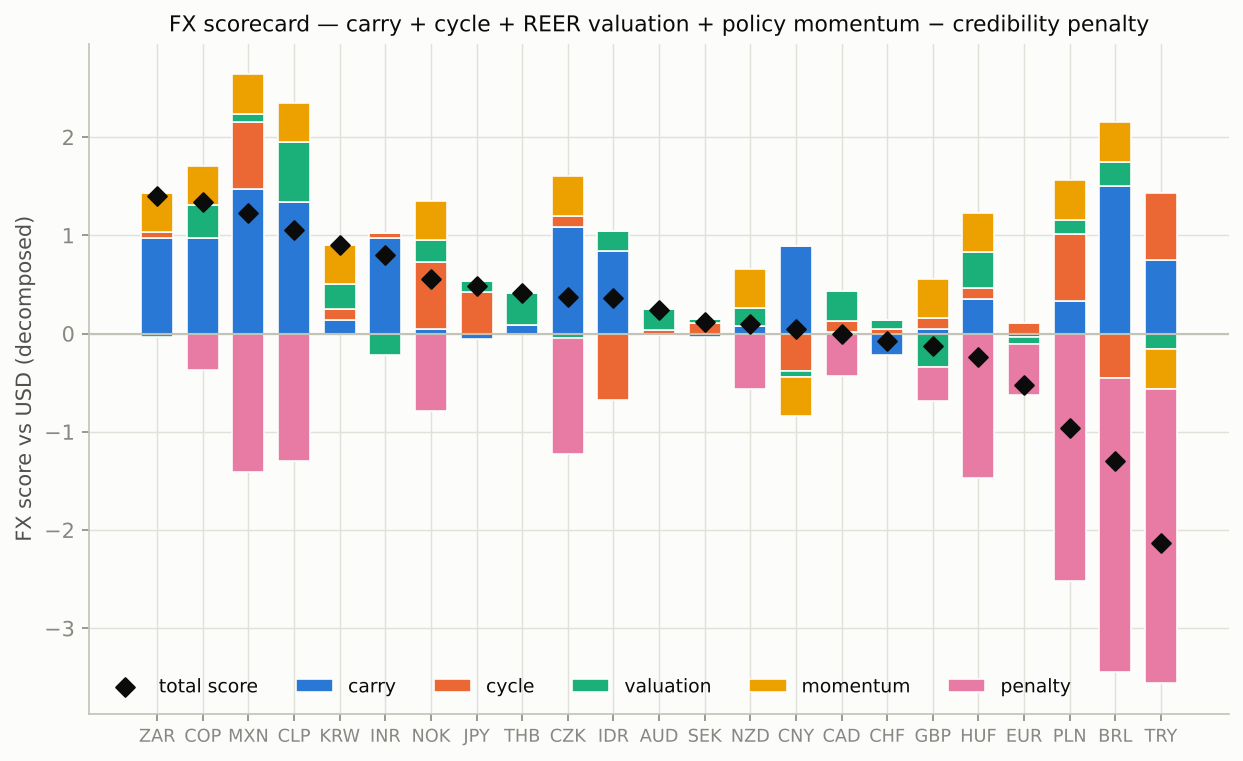 FX scorecard — carry + cycle + REER valuation + policy momentum − credibility penalty
FX score vs USD (decomposed)
2
1
0
−1
−2
−3
total score
carry
cycle
valuation
momentum
penalty
ZAR COP MXN CLP KRW INR NOK JPY THB CZK IDR AUD SEK NZD CNY CAD CHF GBP HUF EUR PLN BRL TRY